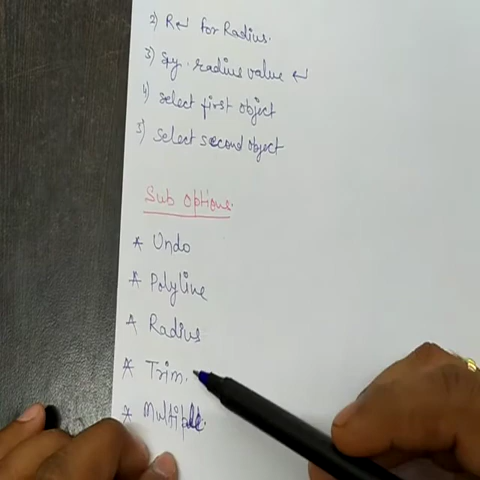 2) R↵ for Radius.
3) Spy. radius value ↵
4) select first object
5) select second object
Sub options.
* Undo
* Polyline
* Radius
* Trim.
* Multiple.